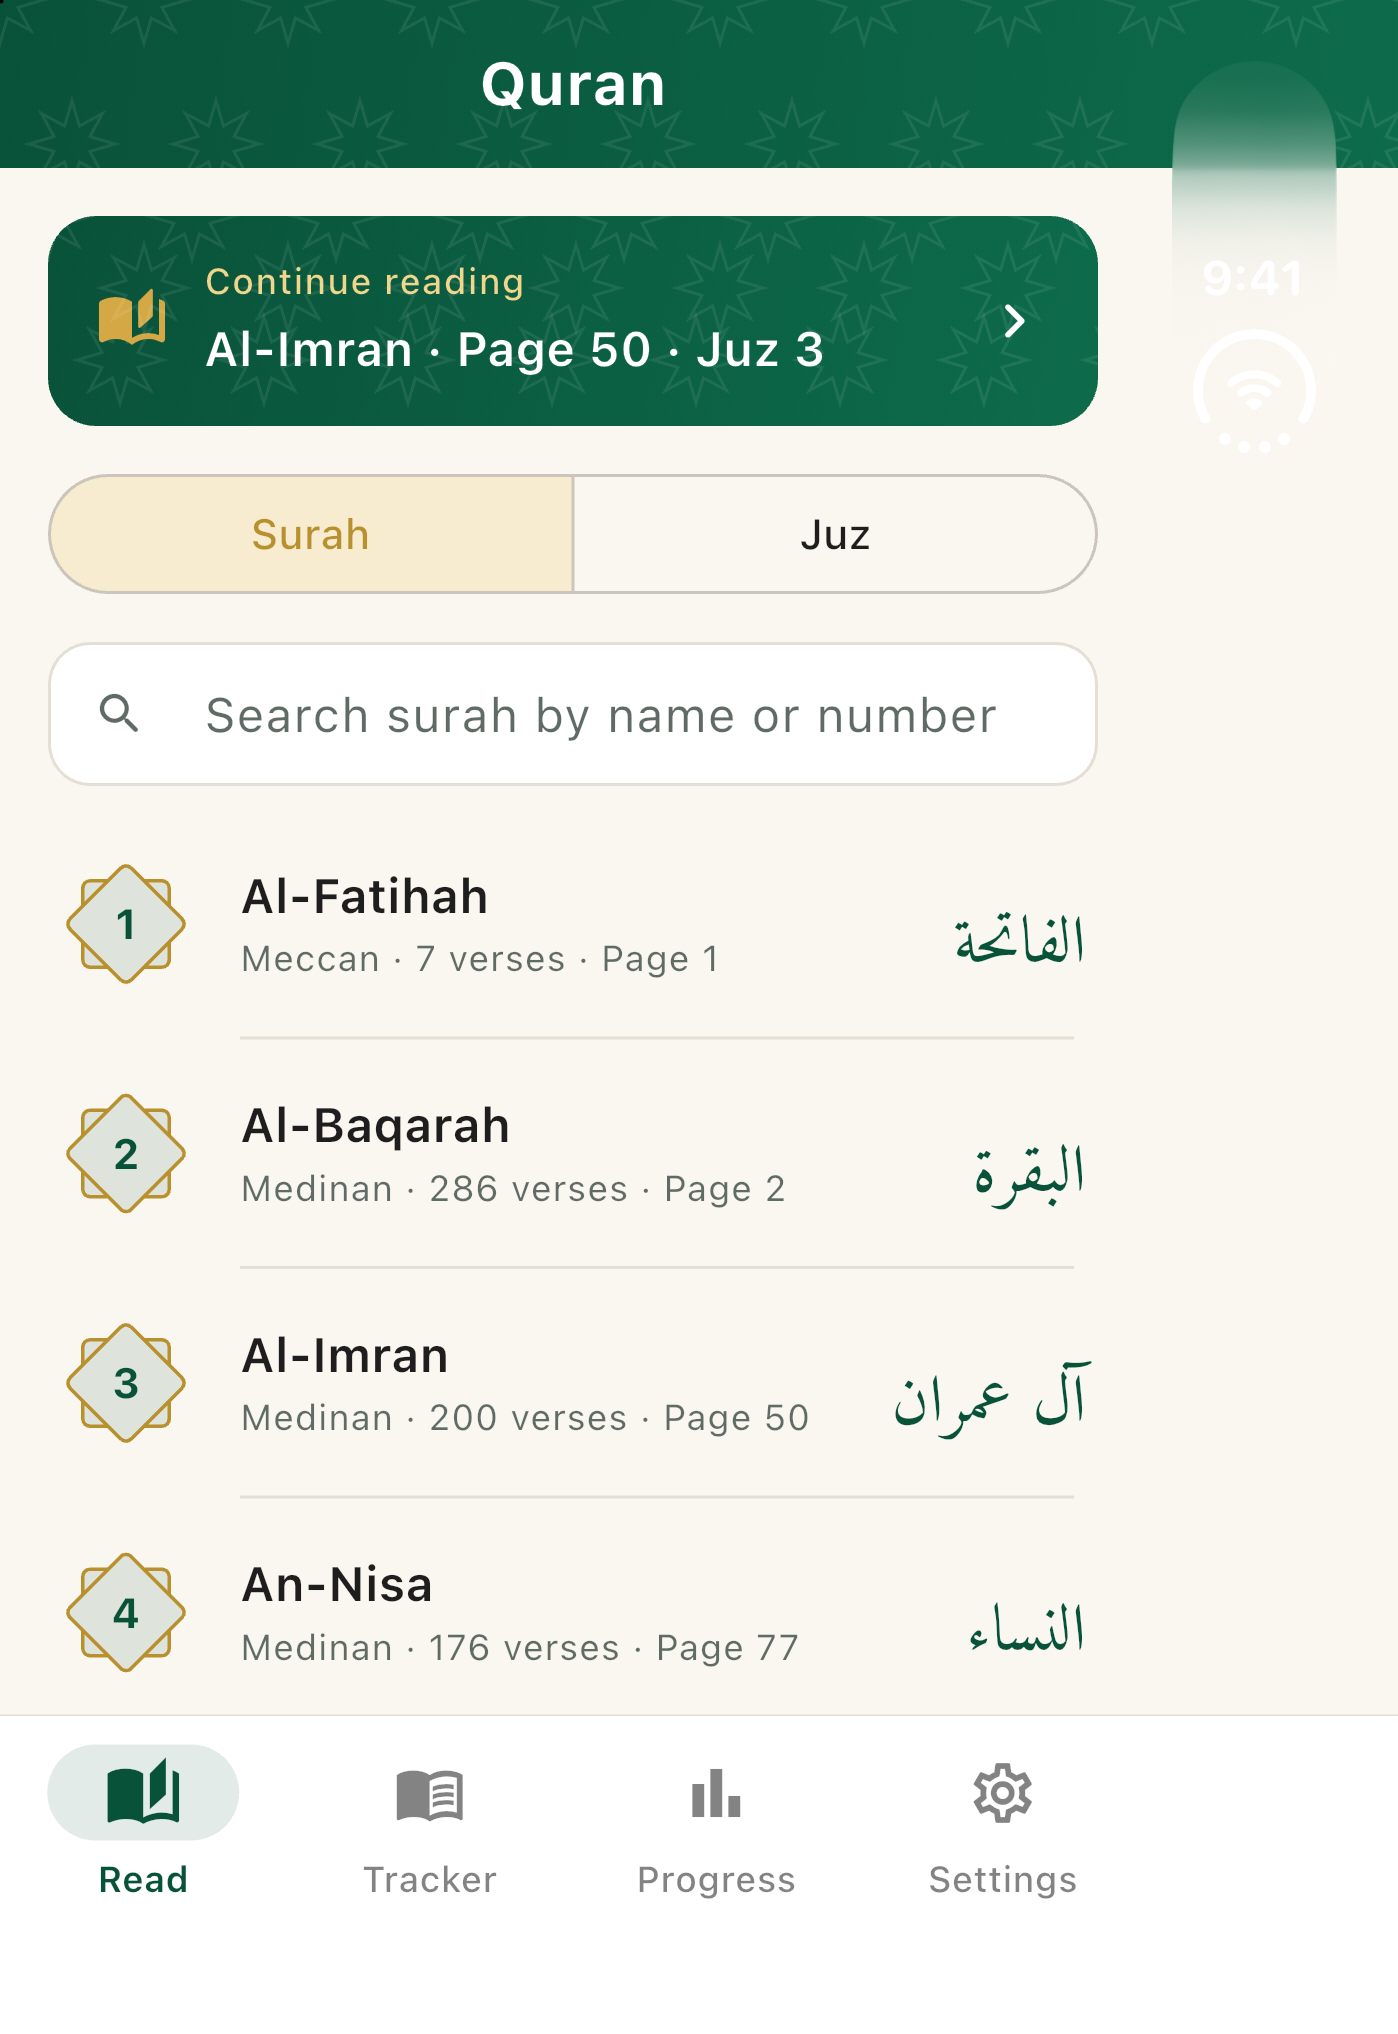 Quran
9:41
Continue reading
Al-Imran · Page 50 · Juz 3
Surah
Juz
Search surah by name or number
1
Al-Fatihah
Meccan · 7 verses · Page 1
الفاتحة
2
Al-Baqarah
Medinan · 286 verses · Page 2
البقرة
3
Al-Imran
Medinan · 200 verses · Page 50
آل عمران
4
An-Nisa
Medinan · 176 verses · Page 77
النساء
Read
Tracker
Progress
Settings